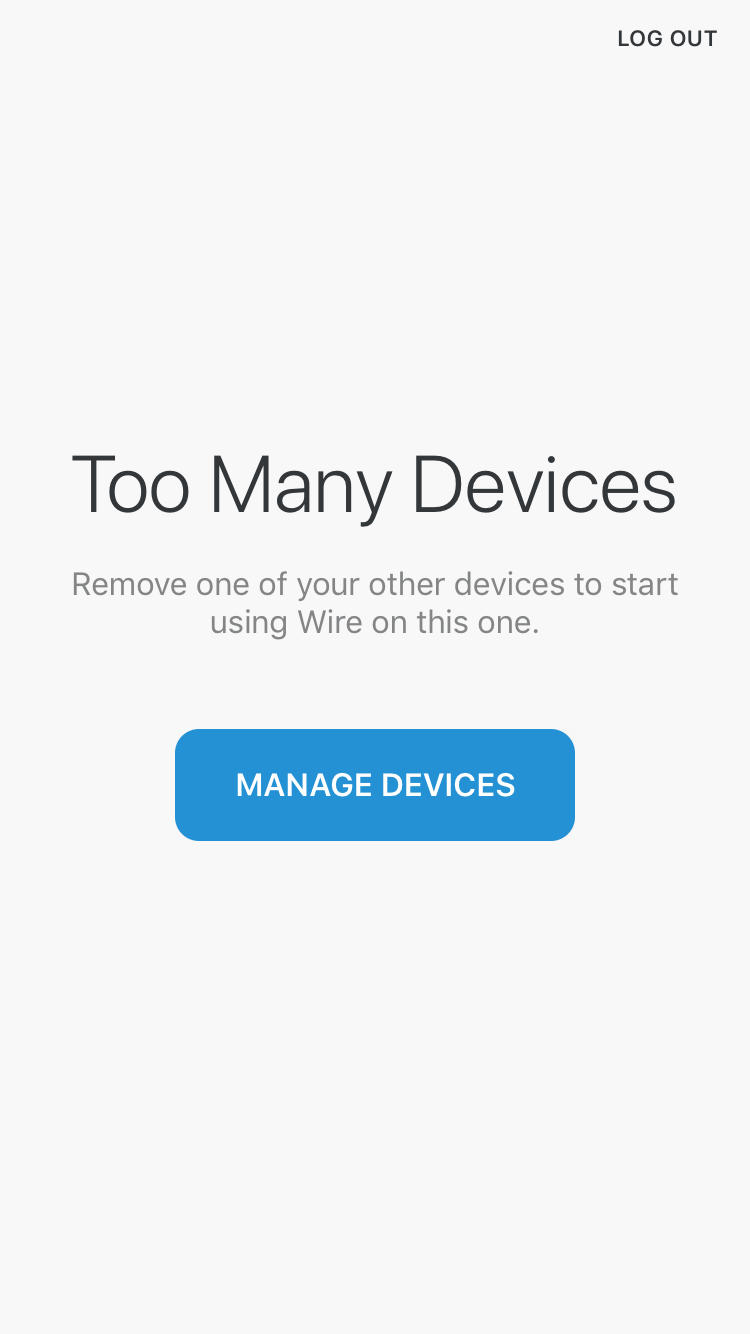 LOG OUT
Too Many Devices
Remove one of your other devices to start
using Wire on this one.
MANAGE DEVICES